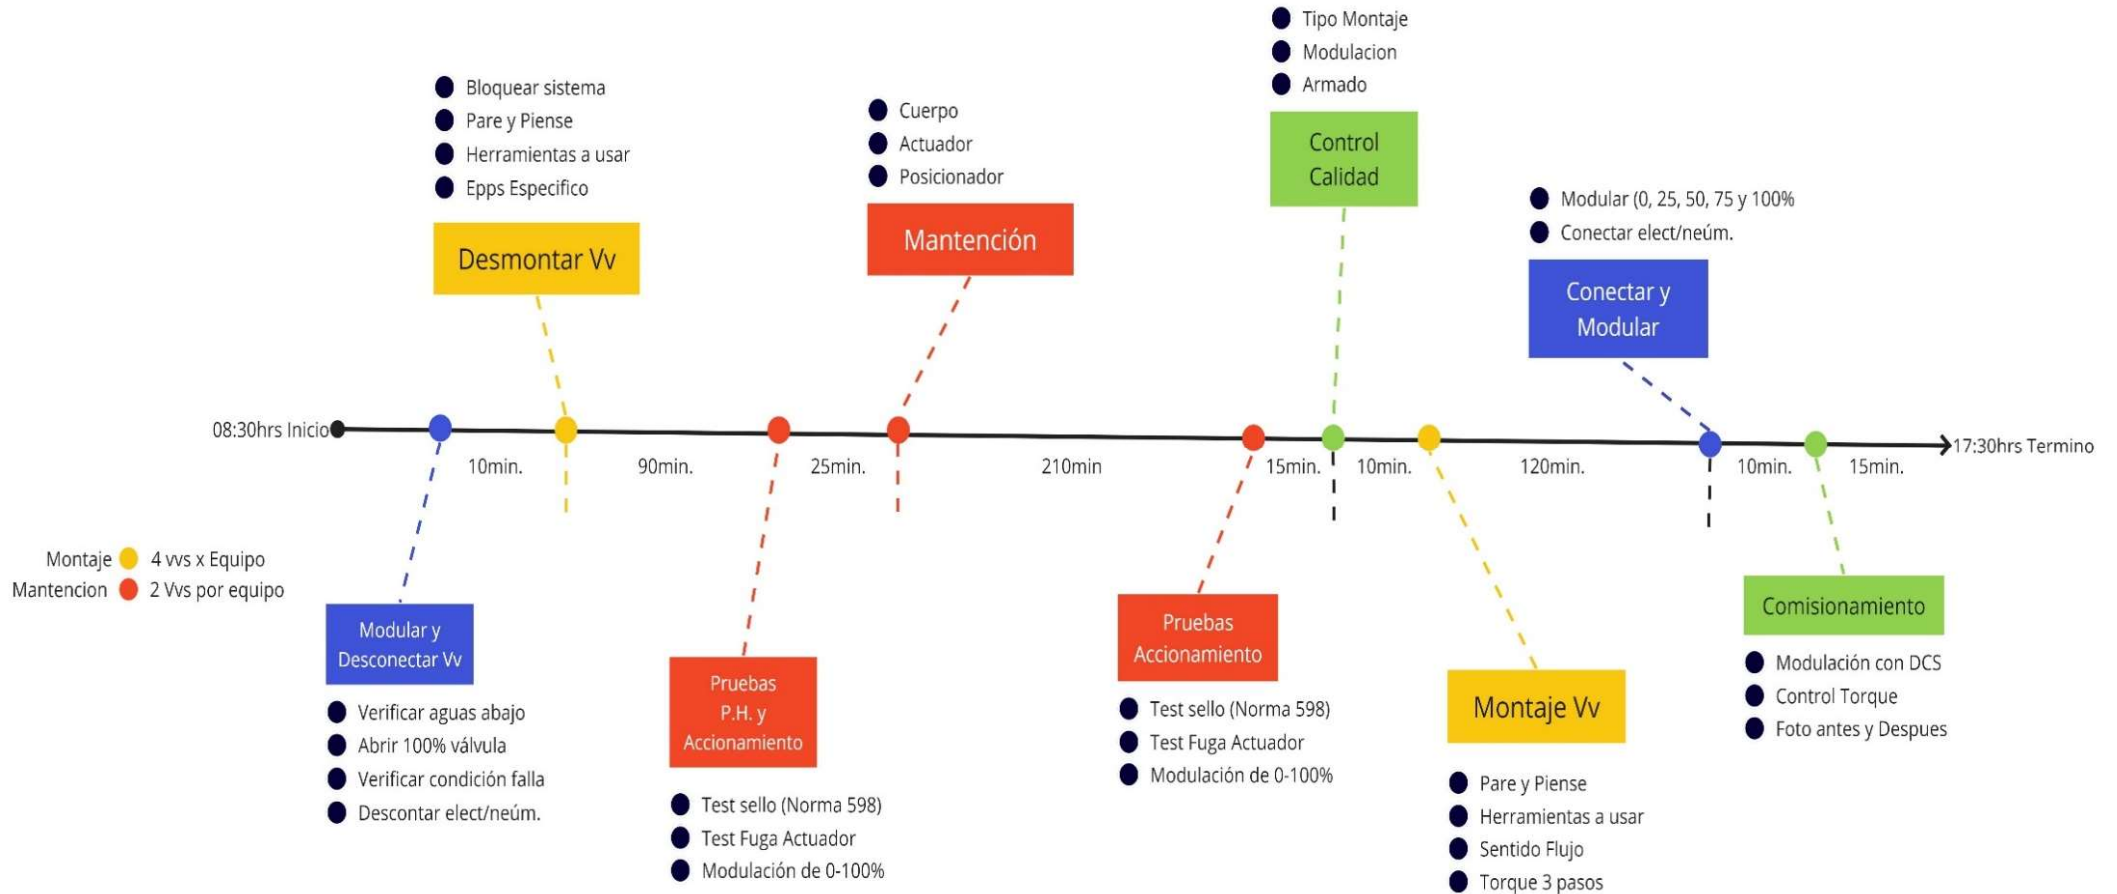 Bloquear sistema
Pare y Piense
Herramientas a usar
Epps Especifico
Desmontar Vv
Cuerpo
Actuador
Posicionador
Mantención
Tipo Montaje
Modulacion
Armado
Control
Calidad
Modular (0, 25, 50, 75 y 100%
Conectar elect/neúm.
Conectar y
Modular
08:30hrs Inicio
10min.
90min.
25min.
210min
15min.
10min.
120min.
10min.
15min.
17:30hrs Termino
Montaje
4 vvs x Equipo
Mantencion
2 Vvs por equipo
Modular y
Desconectar Vv
Verificar aguas abajo
Abrir 100% válvula
Verificar condición falla
Descontar elect/neúm.
Pruebas
P.H. y
Accionamiento
Test sello (Norma 598)
Test Fuga Actuador
Modulación de 0-100%
Pruebas
Accionamiento
Test sello (Norma 598)
Test Fuga Actuador
Modulación de 0-100%
Montaje Vv
Pare y Piense
Herramientas a usar
Sentido Flujo
Torque 3 pasos
Comisionamiento
Modulación con DCS
Control Torque
Foto antes y Despues